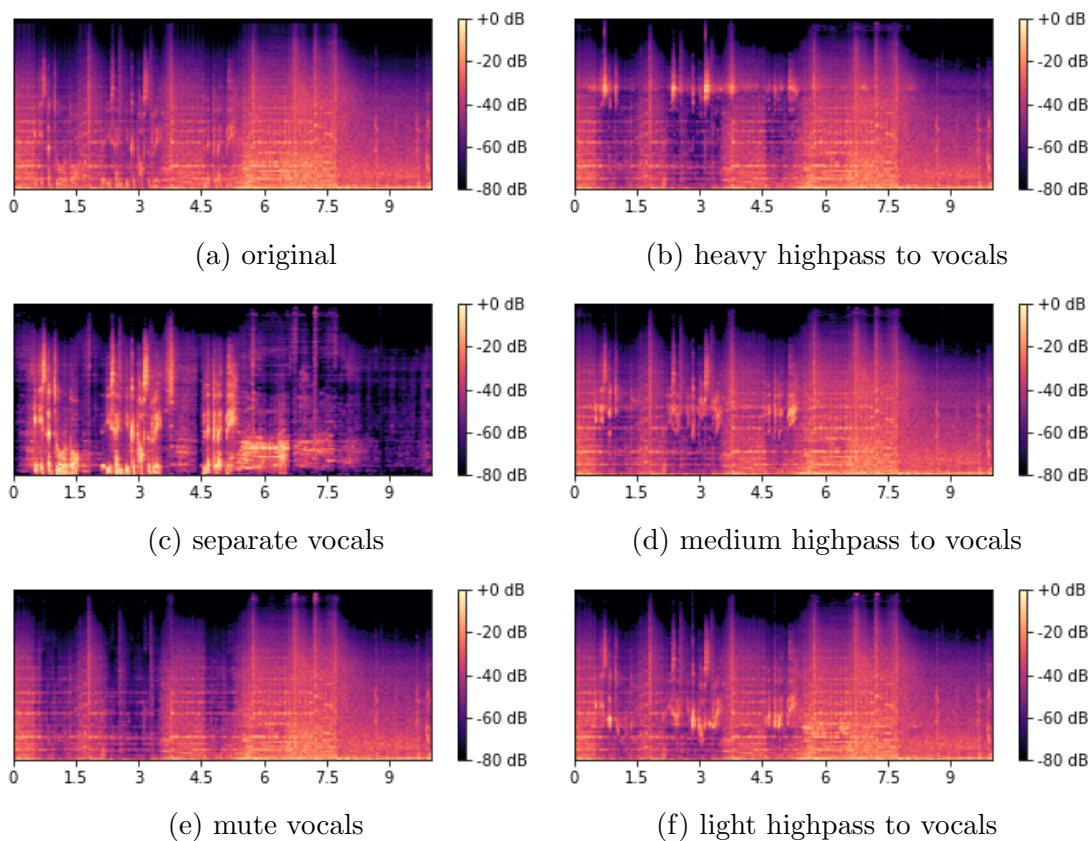 +0 dB
-20 dB
-40 dB
-60 dB
-80 dB
0 1.5 3 4.5 6 7.5 9
(a) original
+0 dB
-20 dB
-40 dB
-60 dB
-80 dB
0 1.5 3 4.5 6 7.5 9
(b) heavy highpass to vocals
+0 dB
-20 dB
-40 dB
-60 dB
-80 dB
0 1.5 3 4.5 6 7.5 9
(c) separate vocals
+0 dB
-20 dB
-40 dB
-60 dB
-80 dB
0 1.5 3 4.5 6 7.5 9
(d) medium highpass to vocals
+0 dB
-20 dB
-40 dB
-60 dB
-80 dB
0 1.5 3 4.5 6 7.5 9
(e) mute vocals
+0 dB
-20 dB
-40 dB
-60 dB
-80 dB
0 1.5 3 4.5 6 7.5 9
(f) light highpass to vocals